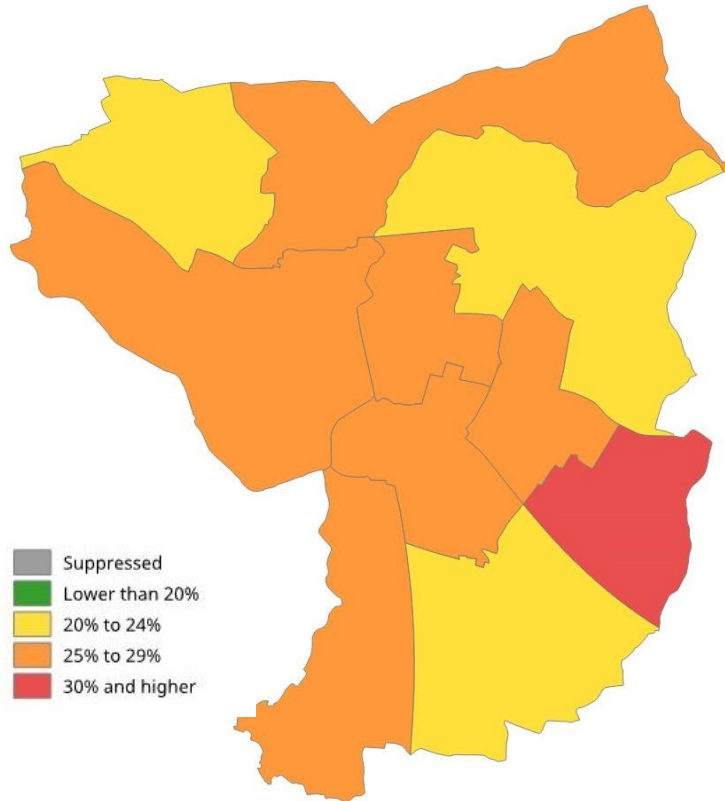 Suppressed
Lower than 20%
20% to 24%
25% to 29%
30% and higher